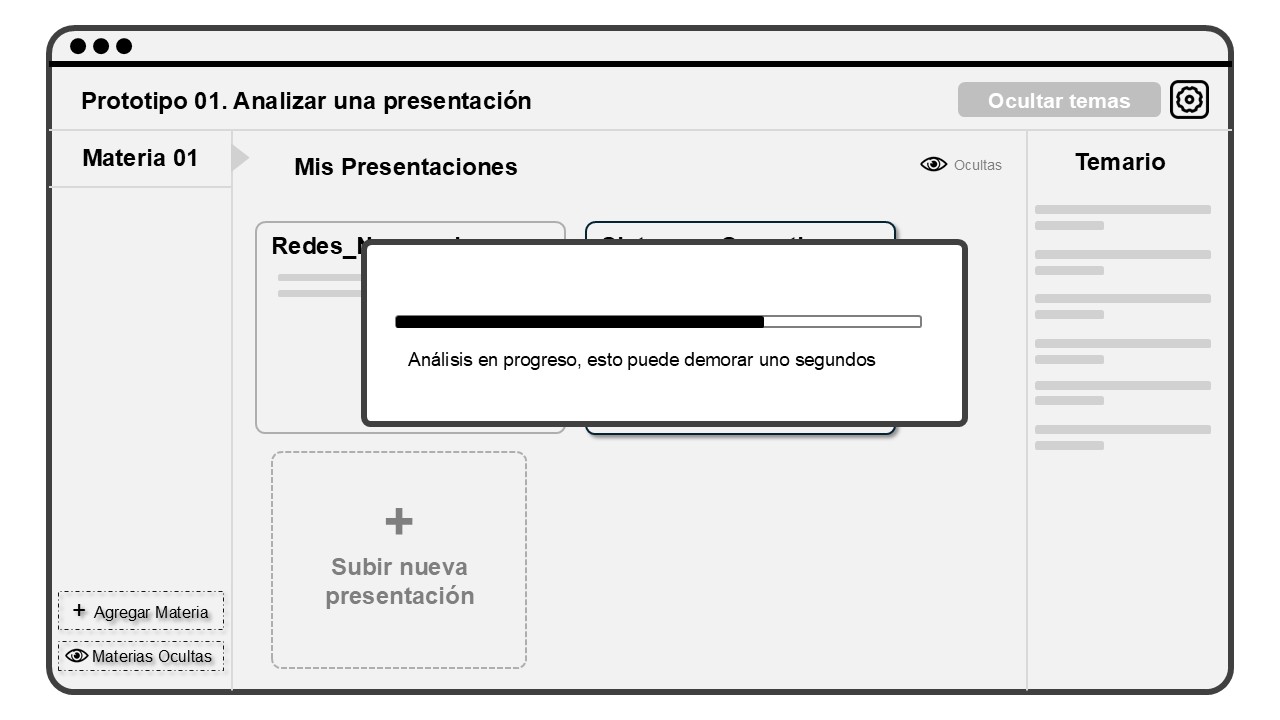 Prototipo 01. Analizar una presentación
Ocultar temas
Materia 01
Mis Presentaciones
Ocultas
Temario
Análisis en progreso, esto puede demorar uno segundos
+
Subir nueva
presentación
+ Agregar Materia
Materias Ocultas